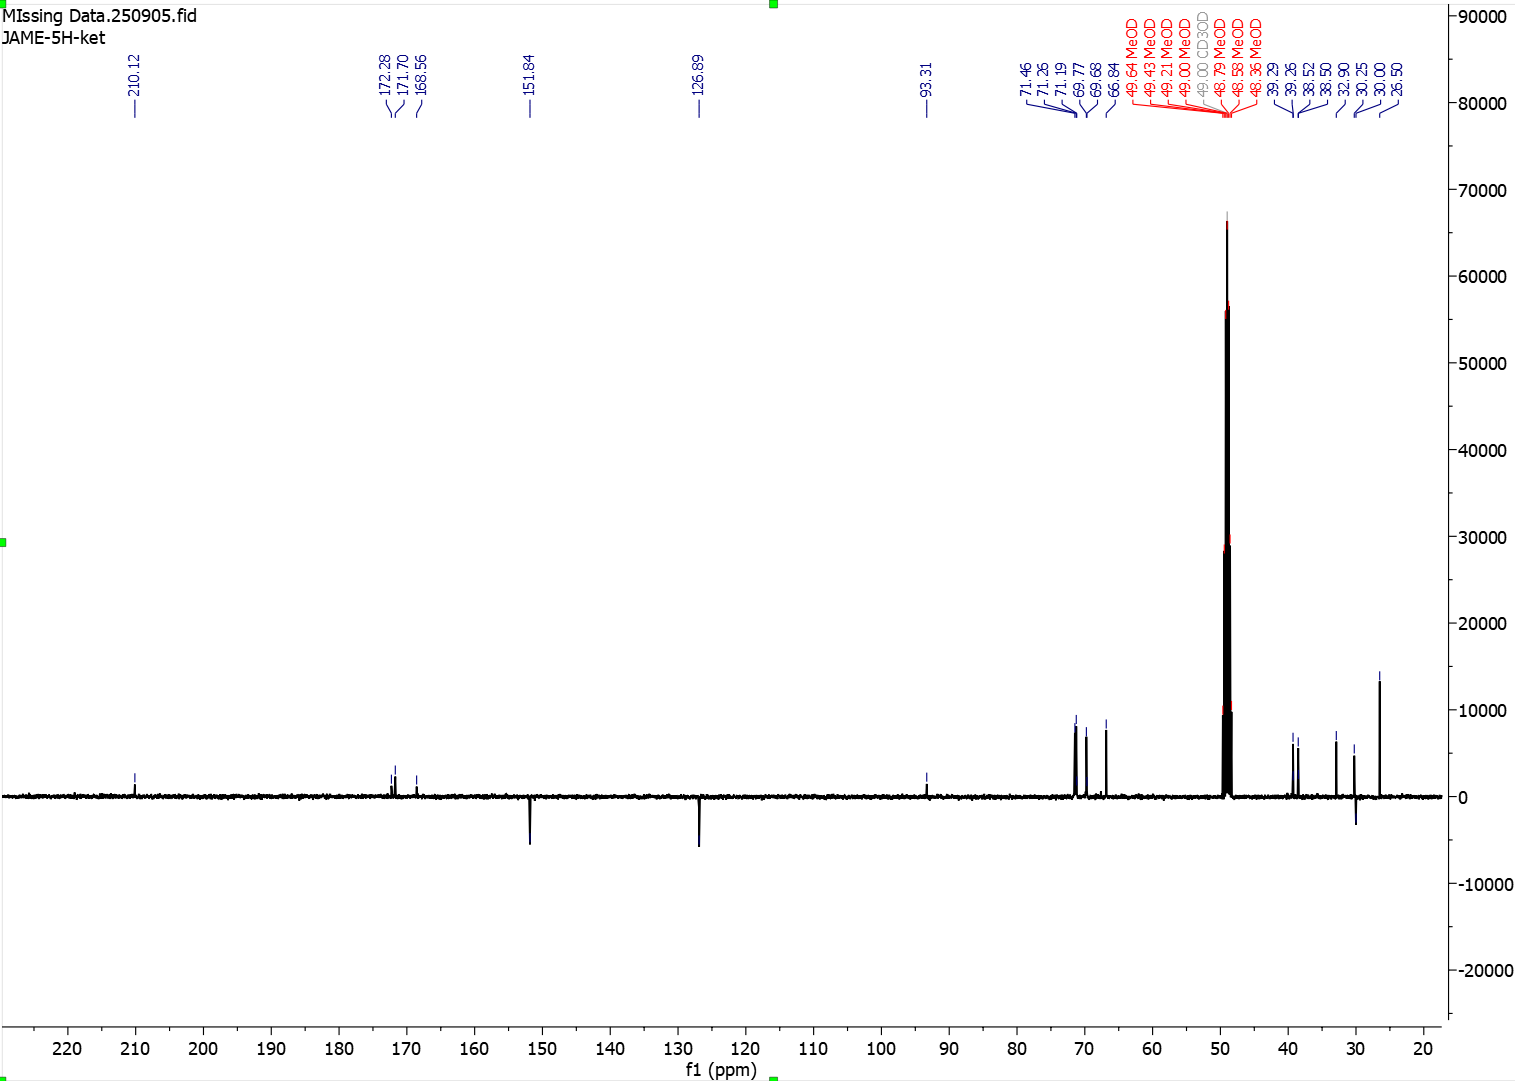 MIssing Data.250905.fid
JAME-5H-ket
210.12
172.28
171.70
168.56
151.84
126.89
93.31
71.46
71.26
71.19
69.77
69.68
66.84
49.64 MeOD
49.43 MeOD
49.21 MeOD
49.00 MeOD
49.00 CD3OD
48.79 MeOD
48.58 MeOD
48.36 MeOD
39.29
39.26
38.52
38.50
32.90
30.25
30.00
26.50
90000
80000
70000
60000
50000
40000
30000
20000
10000
0
-10000
-20000
220 210 200 190 180 170 160 150 140 130 120 110 100 90 80 70 60 50 40 30 20
f1 (ppm)